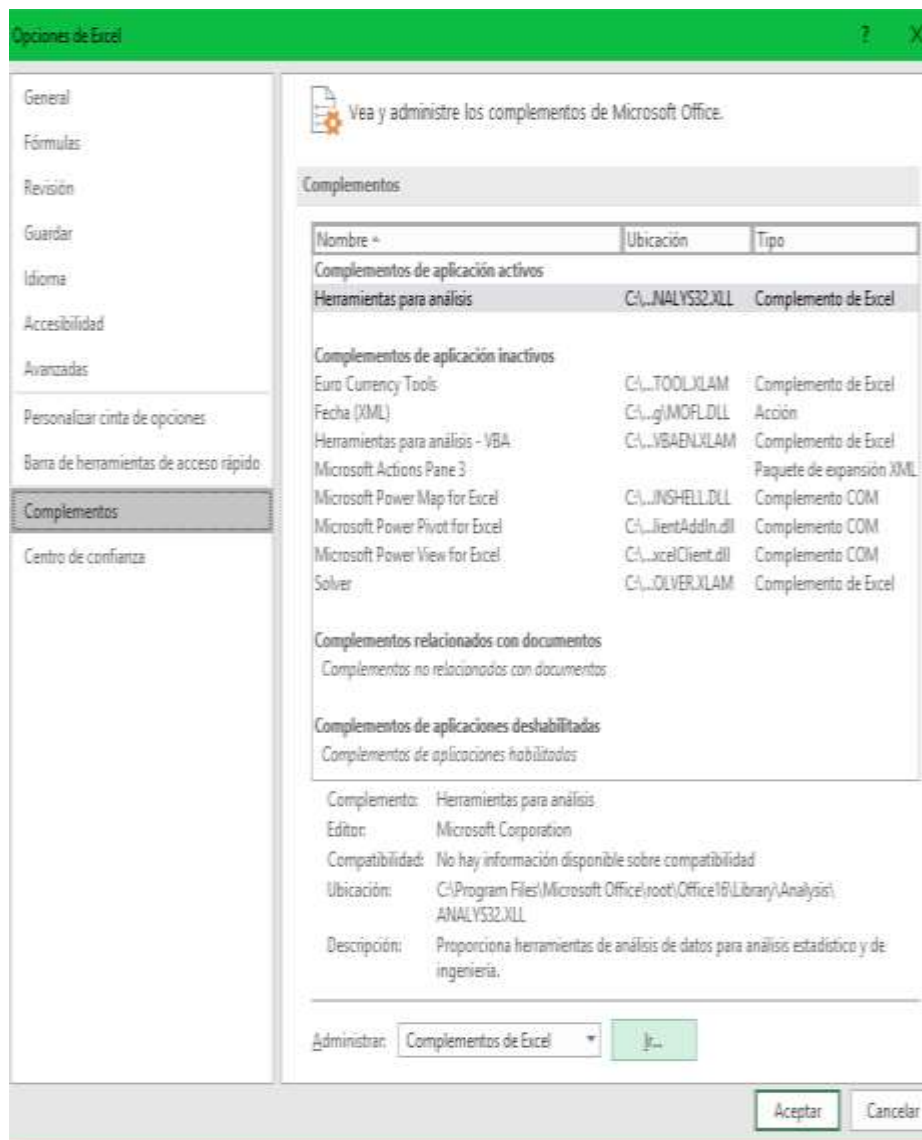 Opciones de Excel ? X
General
Fórmulas
Revisión
Guardar
Idioma
Accesibilidad
Avanzadas
Personalizar cinta de opciones
Barra de herramientas de acceso rápido
Complementos
Centro de confianza
Vea y administre los complementos de Microsoft Office.
Complementos
Nombre Ubicación Tipo
Complementos de aplicación activos
Herramientas para análisis C:\...NALYS32.XLL Complemento de Excel
Complementos de aplicación inactivos
Euro Currency Tools C:\...TOOL.XLAM Complemento de Excel
Fecha (XML) C:\...g\MOFL.DLL Acción
Herramientas para análisis - VBA C:\...VBAEN.XLAM Complemento de Excel
Microsoft Actions Pane 3 Paquete de expansión XML
Microsoft Power Map for Excel C:\...INSHELL.DLL Complemento COM
Microsoft Power Pivot for Excel C:\...lientAddIn.dll Complemento COM
Microsoft Power View for Excel C:\...xcelClient.dll Complemento COM
Solver C:\...OLVER.XLAM Complemento de Excel
Complementos relacionados con documentos
Complementos no relacionados con documentos
Complementos de aplicaciones deshabilitadas
Complementos de aplicaciones habilitadas
Complemento: Herramientas para análisis
Editor: Microsoft Corporation
Compatibilidad: No hay información disponible sobre compatibilidad
Ubicación: C:\Program Files\Microsoft Office\root\Office16\Library\Analysis\
ANALYS32.XLL
Descripción: Proporciona herramientas de análisis de datos para análisis estadístico y de
ingeniería.
Administrar: Complementos de Excel Ir...
Aceptar Cancelar